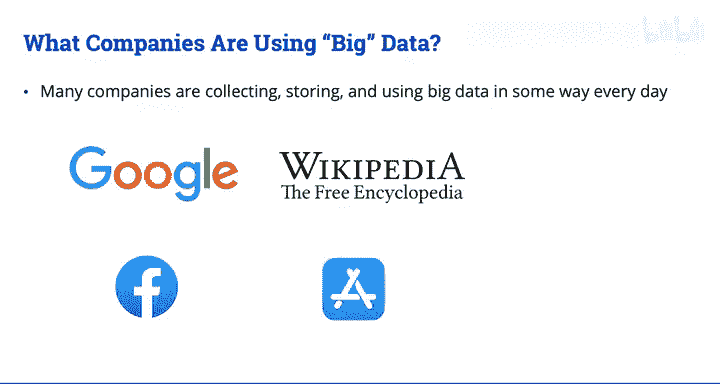 What Companies Are Using “Big” Data?
• Many companies are collecting, storing, and using big data in some way every day
Google
WIKIPEDIA
The Free Encyclopedia
f